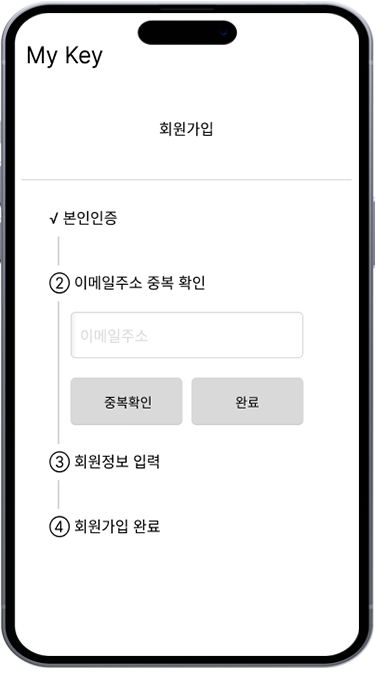 My Key
회원가입
√ 본인인증
② 이메일주소 중복 확인
이메일주소
중복확인 완료
③ 회원정보 입력
④ 회원가입 완료